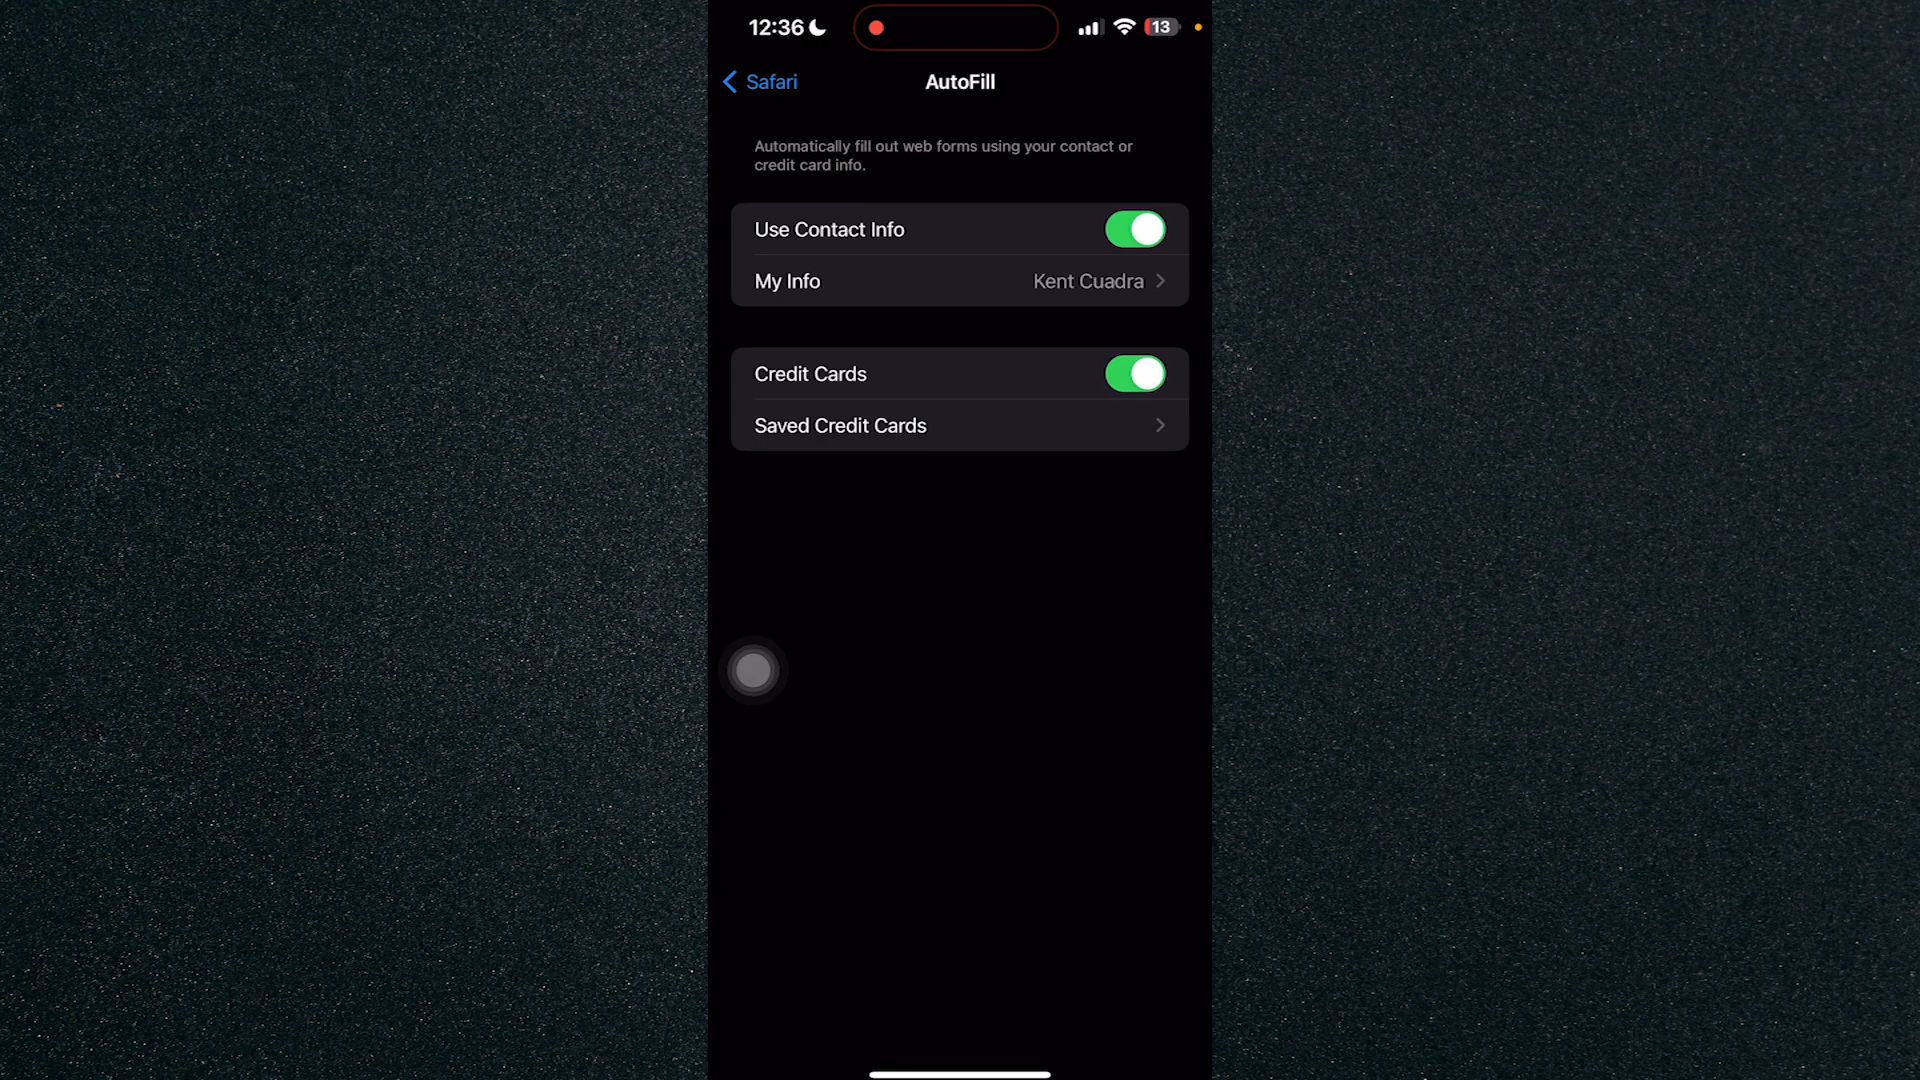 12:36
13
Safari
AutoFill
Automatically fill out web forms using your contact or
credit card info.
Use Contact Info
My Info Kent Cuadra
Credit Cards
Saved Credit Cards